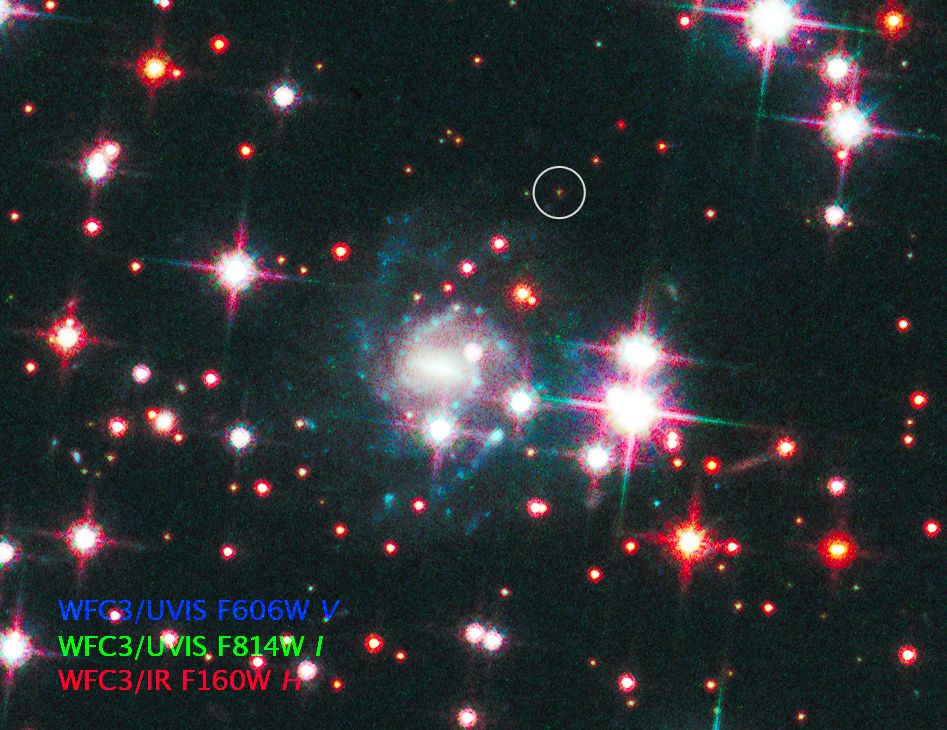 WFC3/UVIS F606W V
WFC3/UVIS F814W I
WFC3/IR F160W H